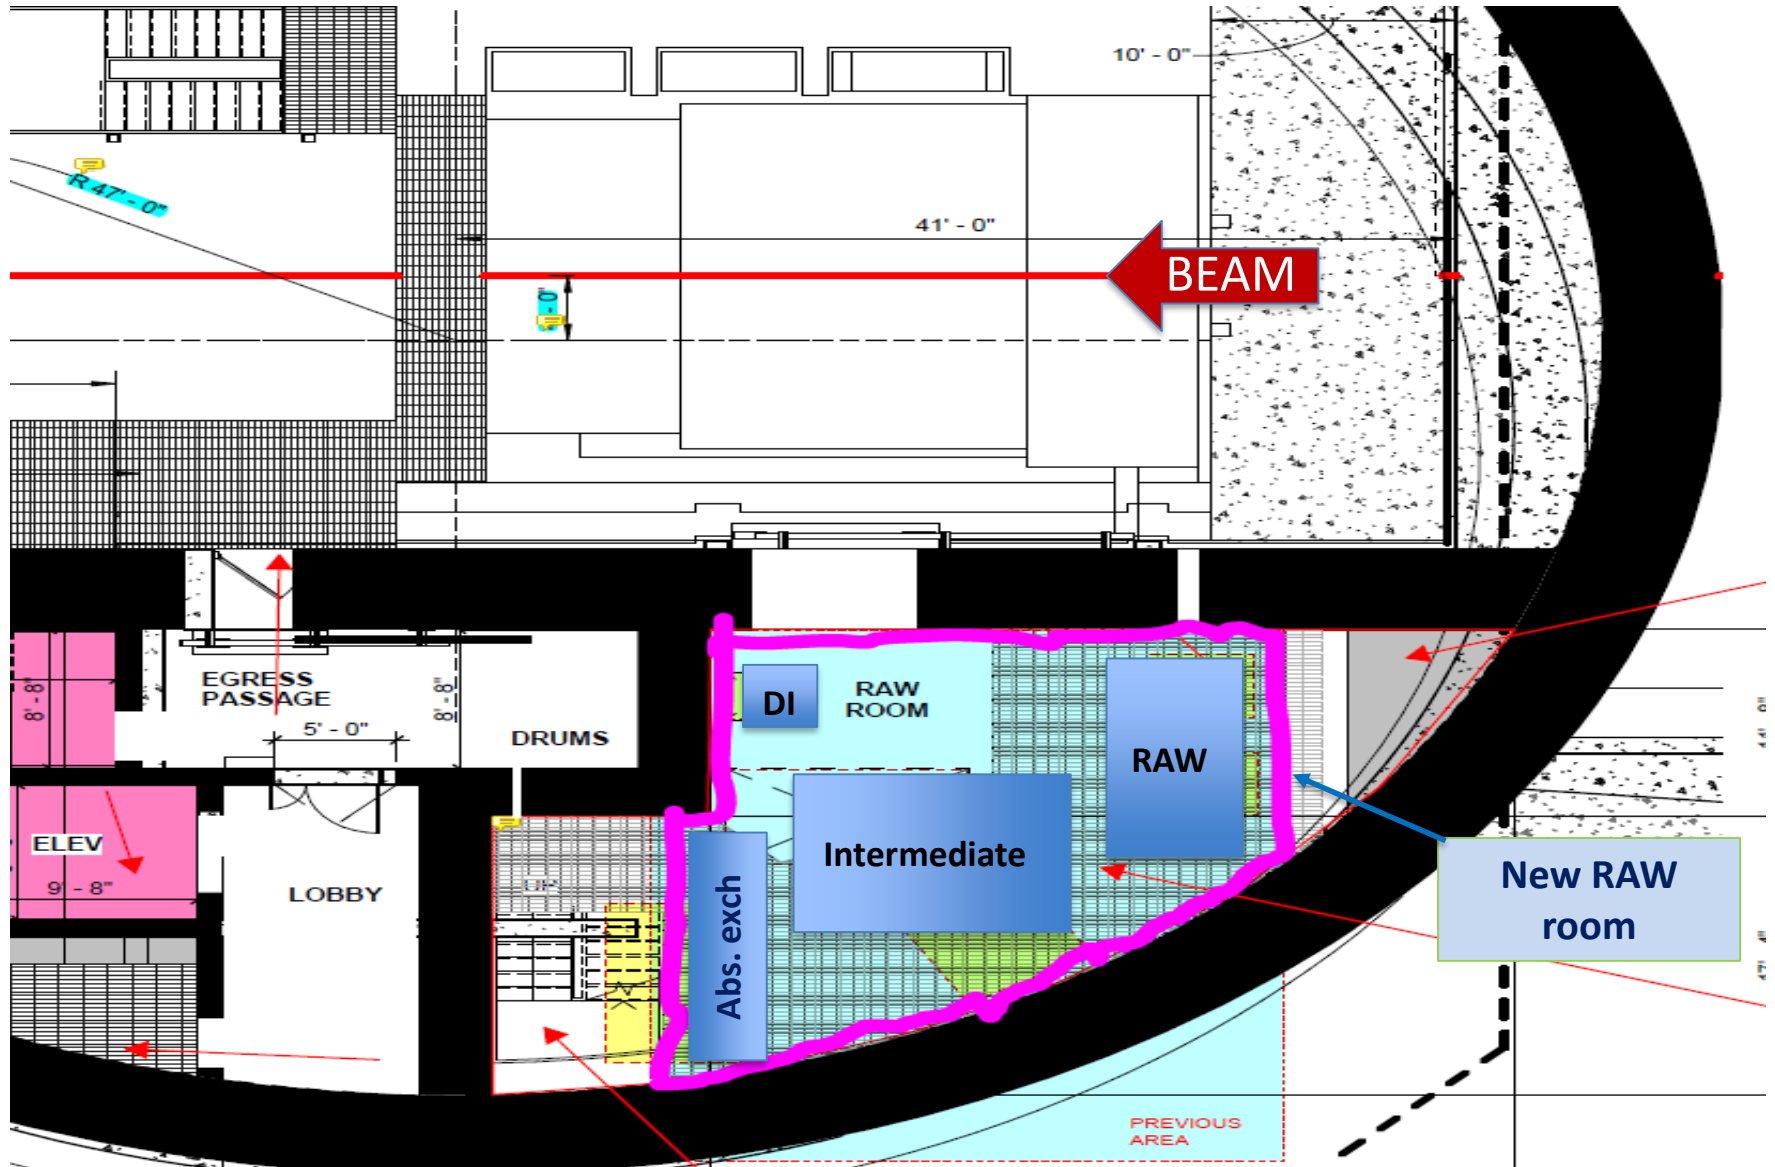 10' - 0"
R 47' - 0"
41' - 0"
BEAM
EGRESS
PASSAGE
8' - 8"
8' - 8"
5' - 0"
DRUMS
DI
RAW
ROOM
RAW
ELEV
9' - 8"
LOBBY
UP
Intermediate
Abs. exch
New RAW
room
PREVIOUS
AREA